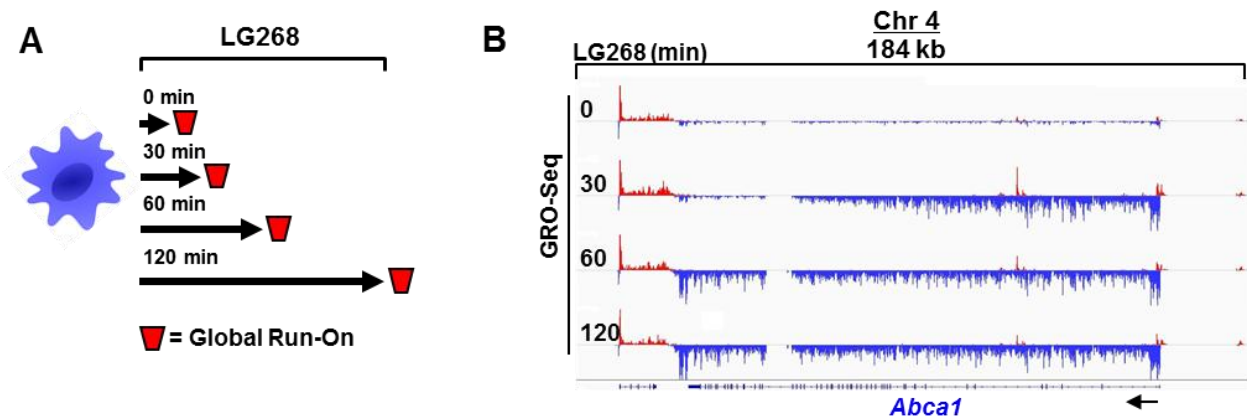 A
LG268
0 min
30 min
60 min
120 min
= Global Run-On
B
Chr 4
184 kb
LG268 (min)
GRO-Seq
0
30
60
120
Abca1